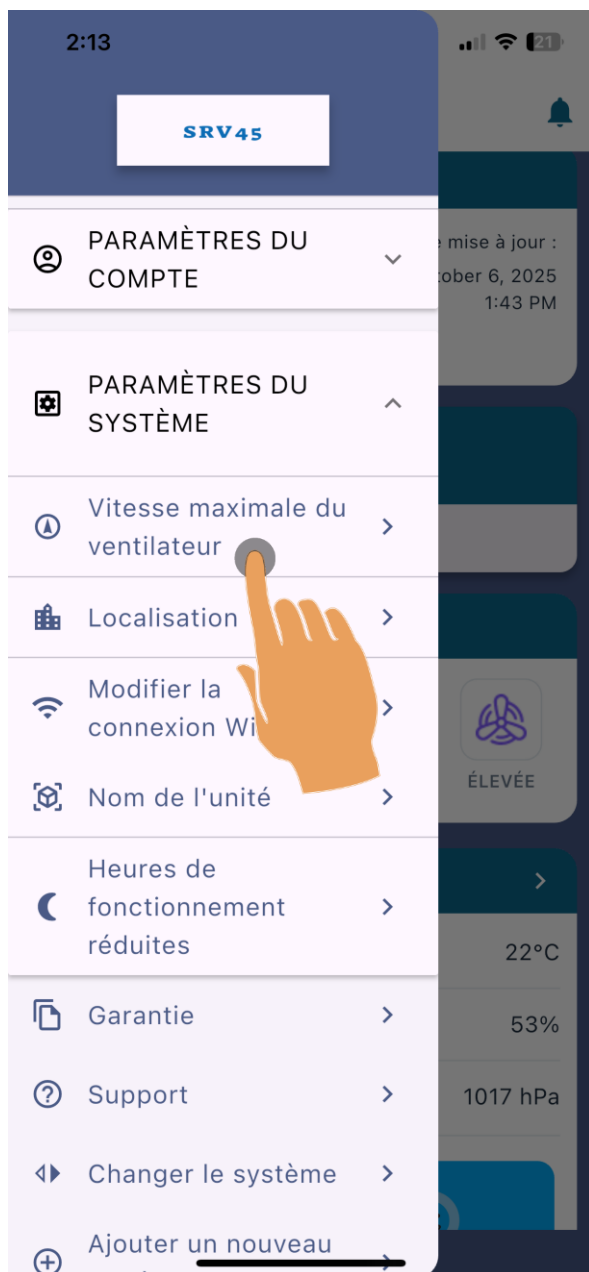 2:13
21
SRV45
PARAMÈTRES DU
COMPTE
mise à jour :
ober 6, 2025
1:43 PM
PARAMÈTRES DU
SYSTÈME
Vitesse maximale du
ventilateur
Localisation
Modifier la
connexion Wi
ÉLEVÉE
Nom de l'unité
Heures de
fonctionnement
réduites
22°C
Garantie
53%
Support
1017 hPa
Changer le système
Ajouter un nouveau